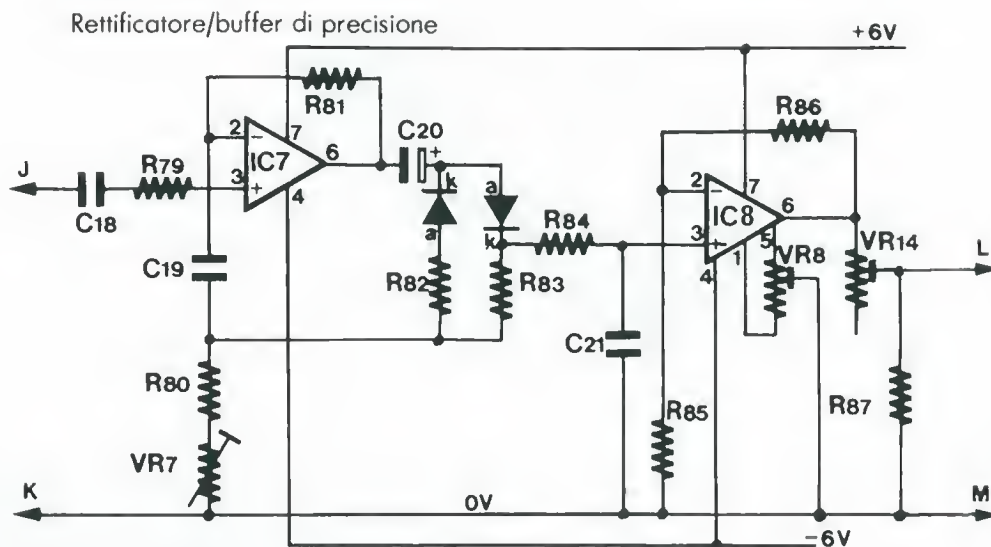 Rettificatore/buffer di precisione
+6V
R81
R86
C20
+
2
−
7
IC7
6
3
+
4
J
R79
C18
k
a
a
k
R84
2
−
7
IC8
6
3
+
5
4
1
VR8
VR14
L
C19
R82
R83
C21
R80
R85
R87
VR7
K
0V
M
−6V